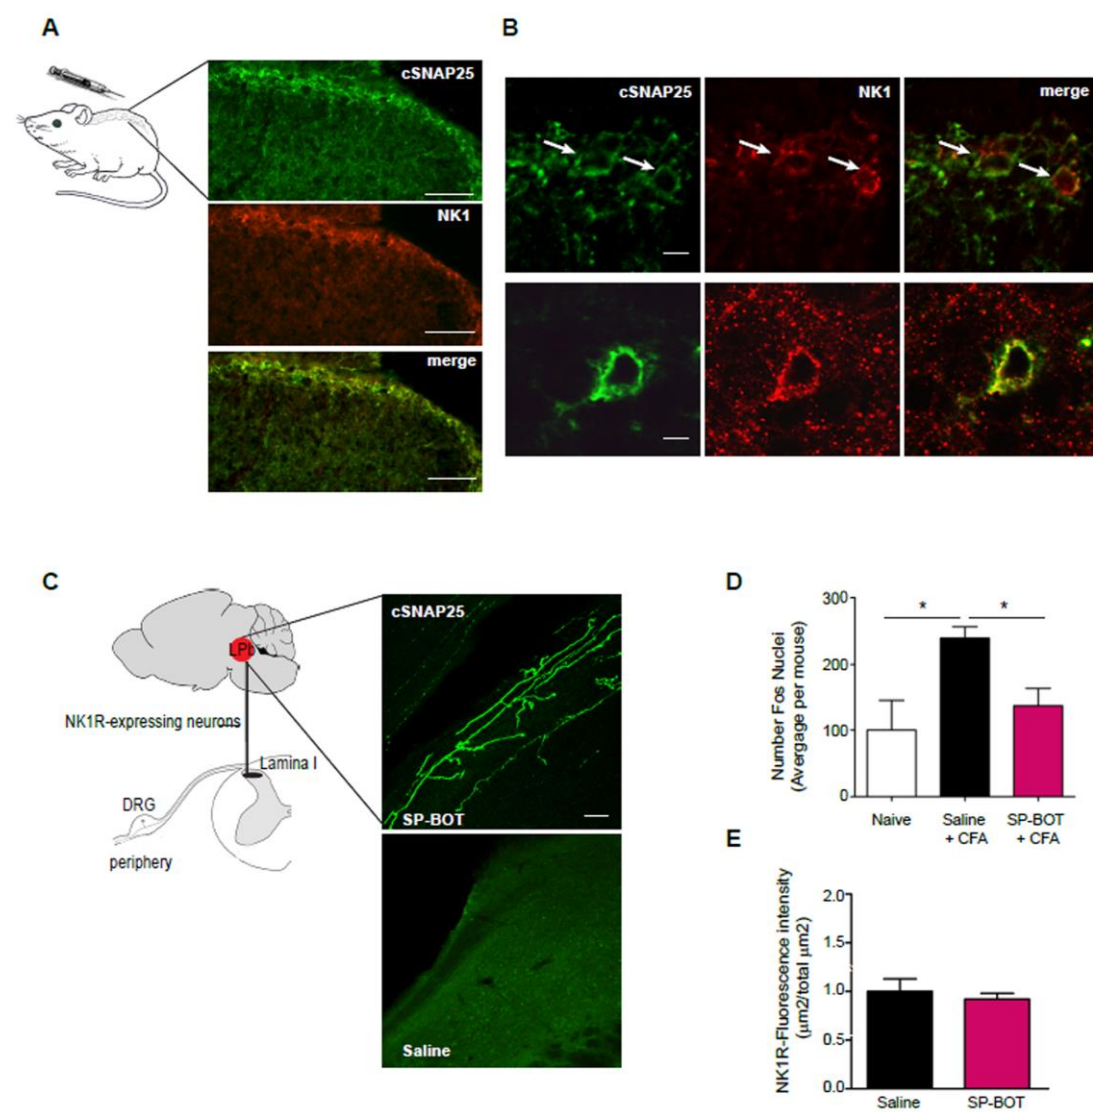 A
cSNAP25
NK1
merge
B
cSNAP25
NK1
merge
C
LPb
NK1R-expressing neurons
Lamina I
DRG
periphery
cSNAP25
SP-BOT
Saline
D
Number Fos Nuclei
(Avergage per mouse)
300
200
100
0
*
*
Naive
Saline
+ CFA
SP-BOT
+ CFA
E
NK1R-Fluorescence intensity
(μm2/total μm2)
2.0
1.5
1.0
0.5
0.0
Saline
SP-BOT